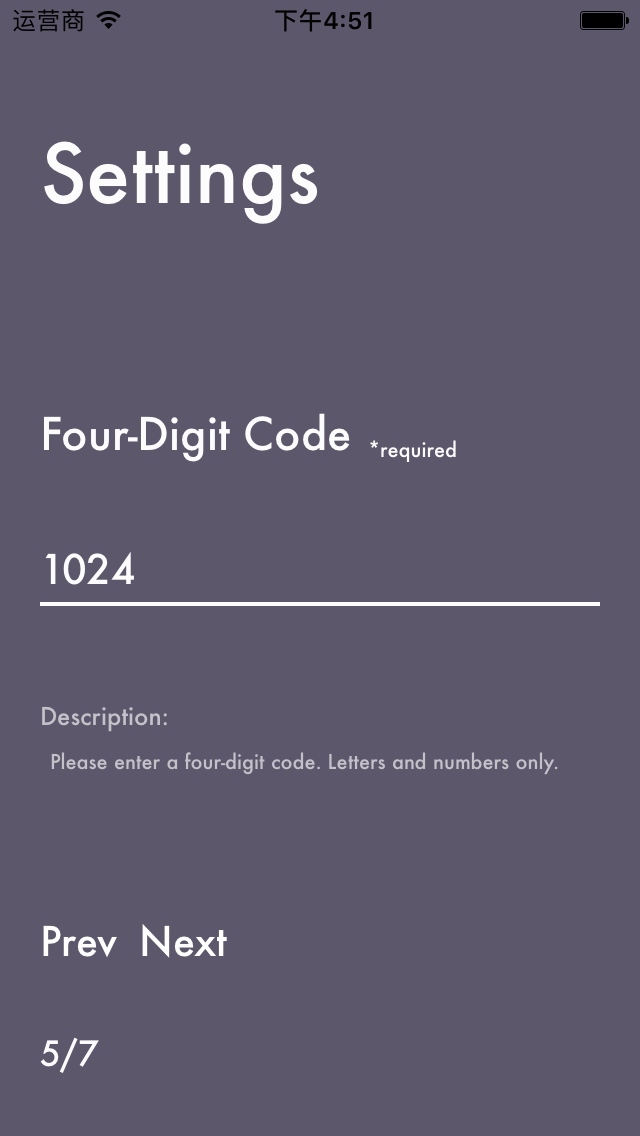 运营商 下午4:51
Settings
Four-Digit Code *required
1024
Description:
Please enter a four-digit code. Letters and numbers only.
Prev Next
5/7